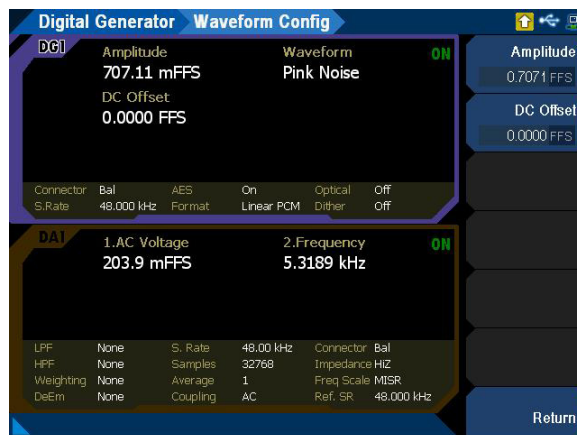 Digital Generator Waveform Config
DG1 Amplitude Waveform ON
707.11 mFFS Pink Noise
DC Offset
0.0000 FFS
Connector Bal AES On Optical Off
S.Rate 48.000 kHz Format Linear PCM Dither Off
DA1 1.AC Voltage 2.Frequency ON
203.9 mFFS 5.3189 kHz
LPF None S. Rate 48.00 kHz Connector Bal
HPF None Samples 32768 Impedance HiZ
Weighting None Average 1 Freq Scale MISR
DeEm None Coupling AC Ref. SR 48.000 kHz
Amplitude
0.7071 FFS
DC Offset
0.0000 FFS
Return